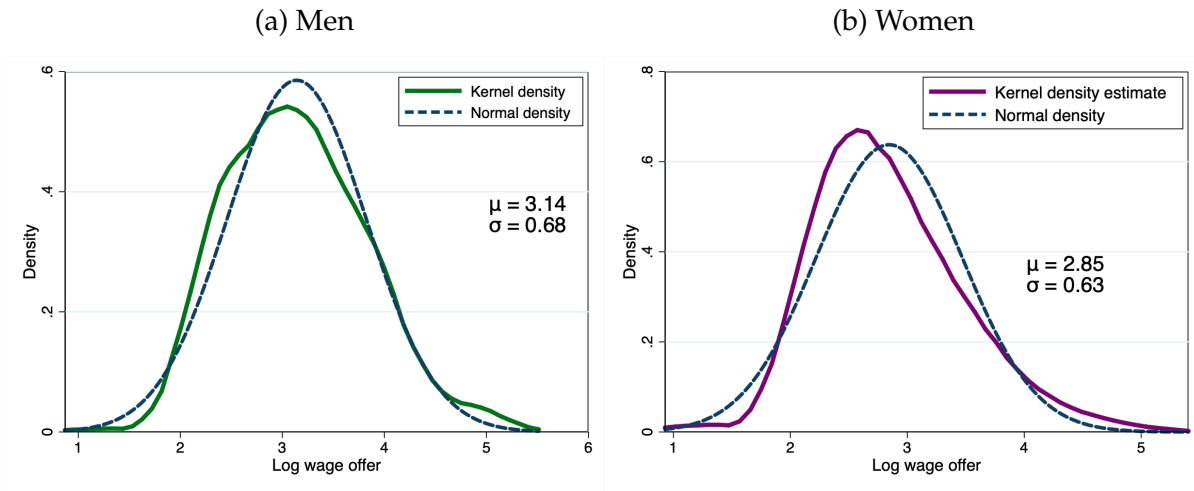 (a) Men
Kernel density
Normal density
μ = 3.14
σ = 0.68
Density
0
.2
.4
.6
1
2
3
4
5
6
Log wage offer
(b) Women
Kernel density estimate
Normal density
μ = 2.85
σ = 0.63
Density
0
.2
.4
.6
.8
1
2
3
4
5
Log wage offer